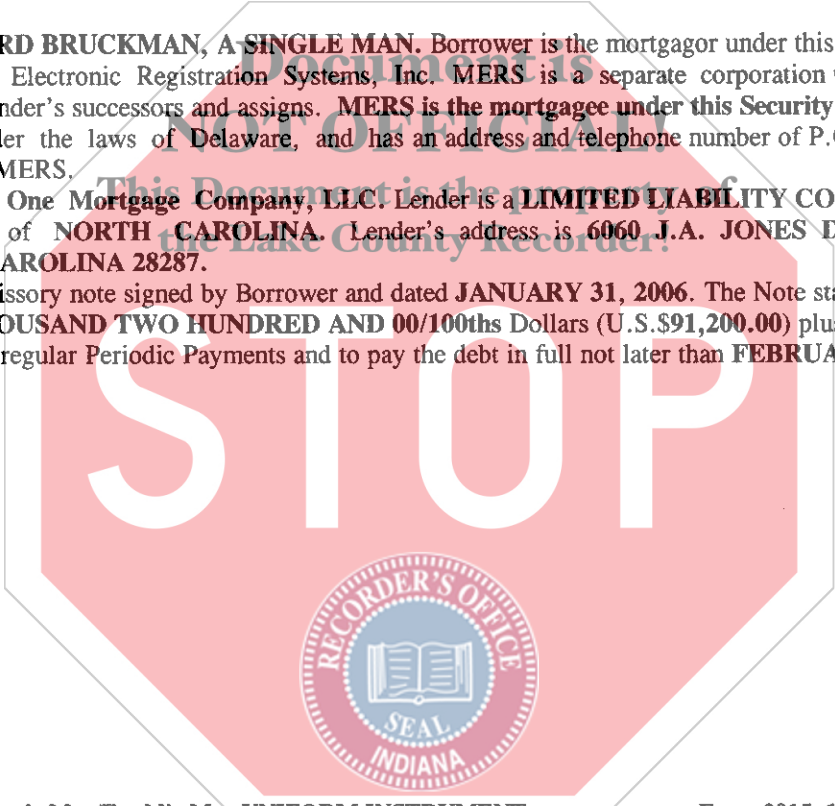 RD BRUCKMAN, A SINGLE MAN. Borrower is the mortgagor under this
Electronic Registration Systems, Inc. MERS is a separate corporation
nder's successors and assigns. MERS is the mortgagee under this Security
der the laws of Delaware, and has an address and telephone number of P.O
MERS.
One Mortgage Company, LLC. Lender is a LIMITED LIABILITY CO
of NORTH CAROLINA. Lender's address is 6060 J.A. JONES D
AROLINA 28287.
issory note signed by Borrower and dated JANUARY 31, 2006. The Note sta
OUSAND TWO HUNDRED AND 00/100ths Dollars (U.S.$91,200.00) plus
regular Periodic Payments and to pay the debt in full not later than FEBRUA
Document is
NOT OFFICIAL!
This Document is the property of
the Lake County Recorder!
STOP
RECORDER'S OFFICE
SEAL
INDIANA
UNIFORM INSTRUMENT